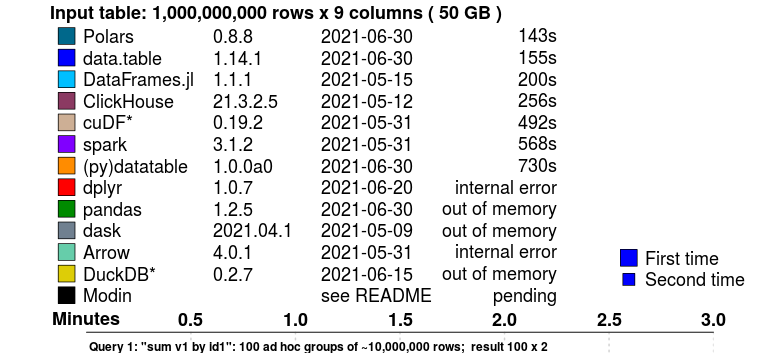 Input table: 1,000,000,000 rows x 9 columns ( 50 GB )
Polars 0.8.8 2021-06-30 143s
data.table 1.14.1 2021-06-30 155s
DataFrames.jl 1.1.1 2021-05-15 200s
ClickHouse 21.3.2.5 2021-05-12 256s
cuDF* 0.19.2 2021-05-31 492s
spark 3.1.2 2021-05-31 568s
(py)datatable 1.0.0a0 2021-06-30 730s
dplyr 1.0.7 2021-06-20 internal error
pandas 1.2.5 2021-06-30 out of memory
dask 2021.04.1 2021-05-09 out of memory
Arrow 4.0.1 2021-05-31 internal error
First time
DuckDB* 0.2.7 2021-06-15 out of memory
Second time
Modin see README pending
Minutes 0.5 1.0 1.5 2.0 2.5 3.0
Query 1: "sum v1 by id1": 100 ad hoc groups of ~10,000,000 rows; result 100 x 2